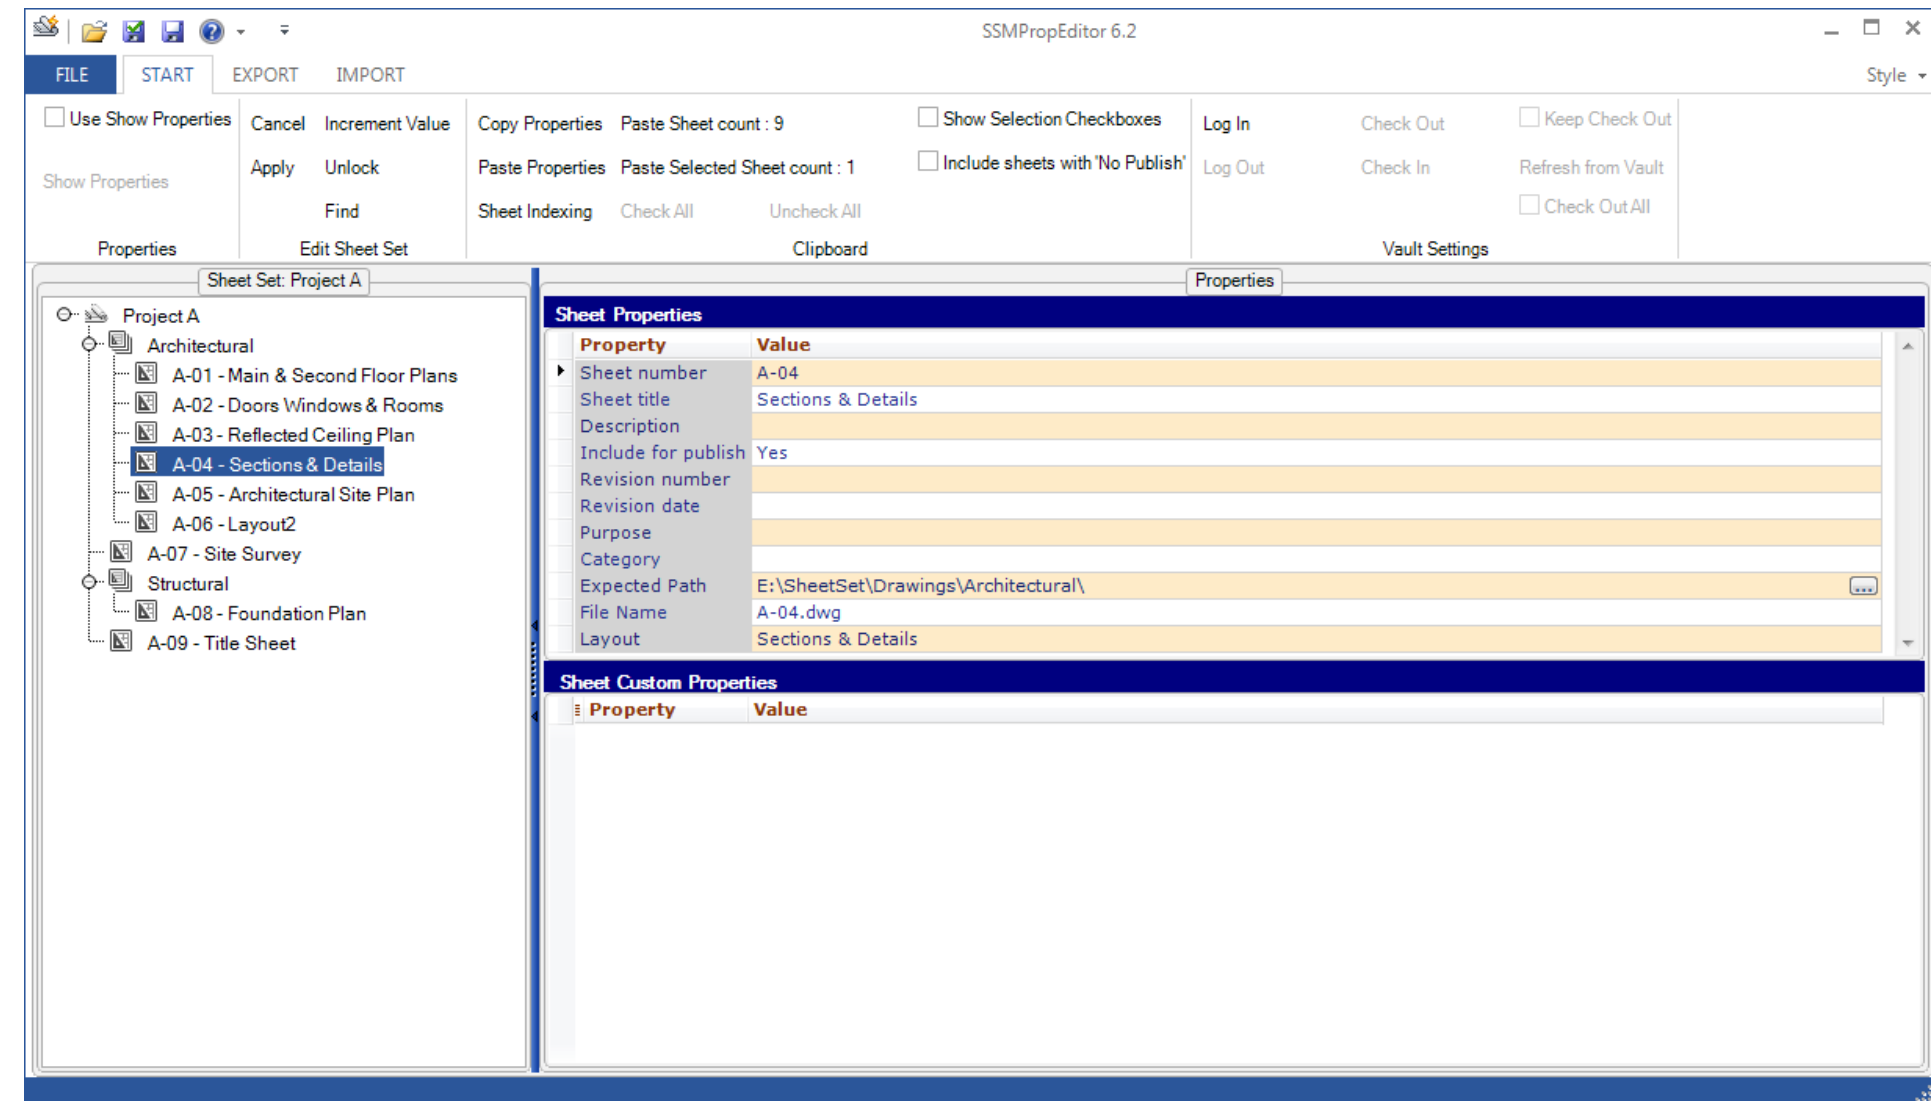 SSMPropEditor 6.2
FILE START EXPORT IMPORT Style
Use Show Properties
Show Properties
Properties
Cancel Increment Value
Apply Unlock
Find
Edit Sheet Set
Copy Properties Paste Sheet count : 9 Show Selection Checkboxes
Paste Properties Paste Selected Sheet count : 1 Include sheets with 'No Publish'
Sheet Indexing Check All Uncheck All
Clipboard
Log In Check Out Keep Check Out
Log Out Check In Refresh from Vault
Check Out All
Vault Settings
Sheet Set: Project A
Project A
Architectural
A-01 - Main & Second Floor Plans
A-02 - Doors Windows & Rooms
A-03 - Reflected Ceiling Plan
A-04 - Sections & Details
A-05 - Architectural Site Plan
A-06 - Layout2
A-07 - Site Survey
Structural
A-08 - Foundation Plan
A-09 - Title Sheet
Properties
Sheet Properties
Property Value
Sheet number A-04
Sheet title Sections & Details
Description
Include for publish Yes
Revision number
Revision date
Purpose
Category
Expected Path E:\SheetSet\Drawings\Architectural\ ...
File Name A-04.dwg
Layout Sections & Details
Sheet Custom Properties
Property Value